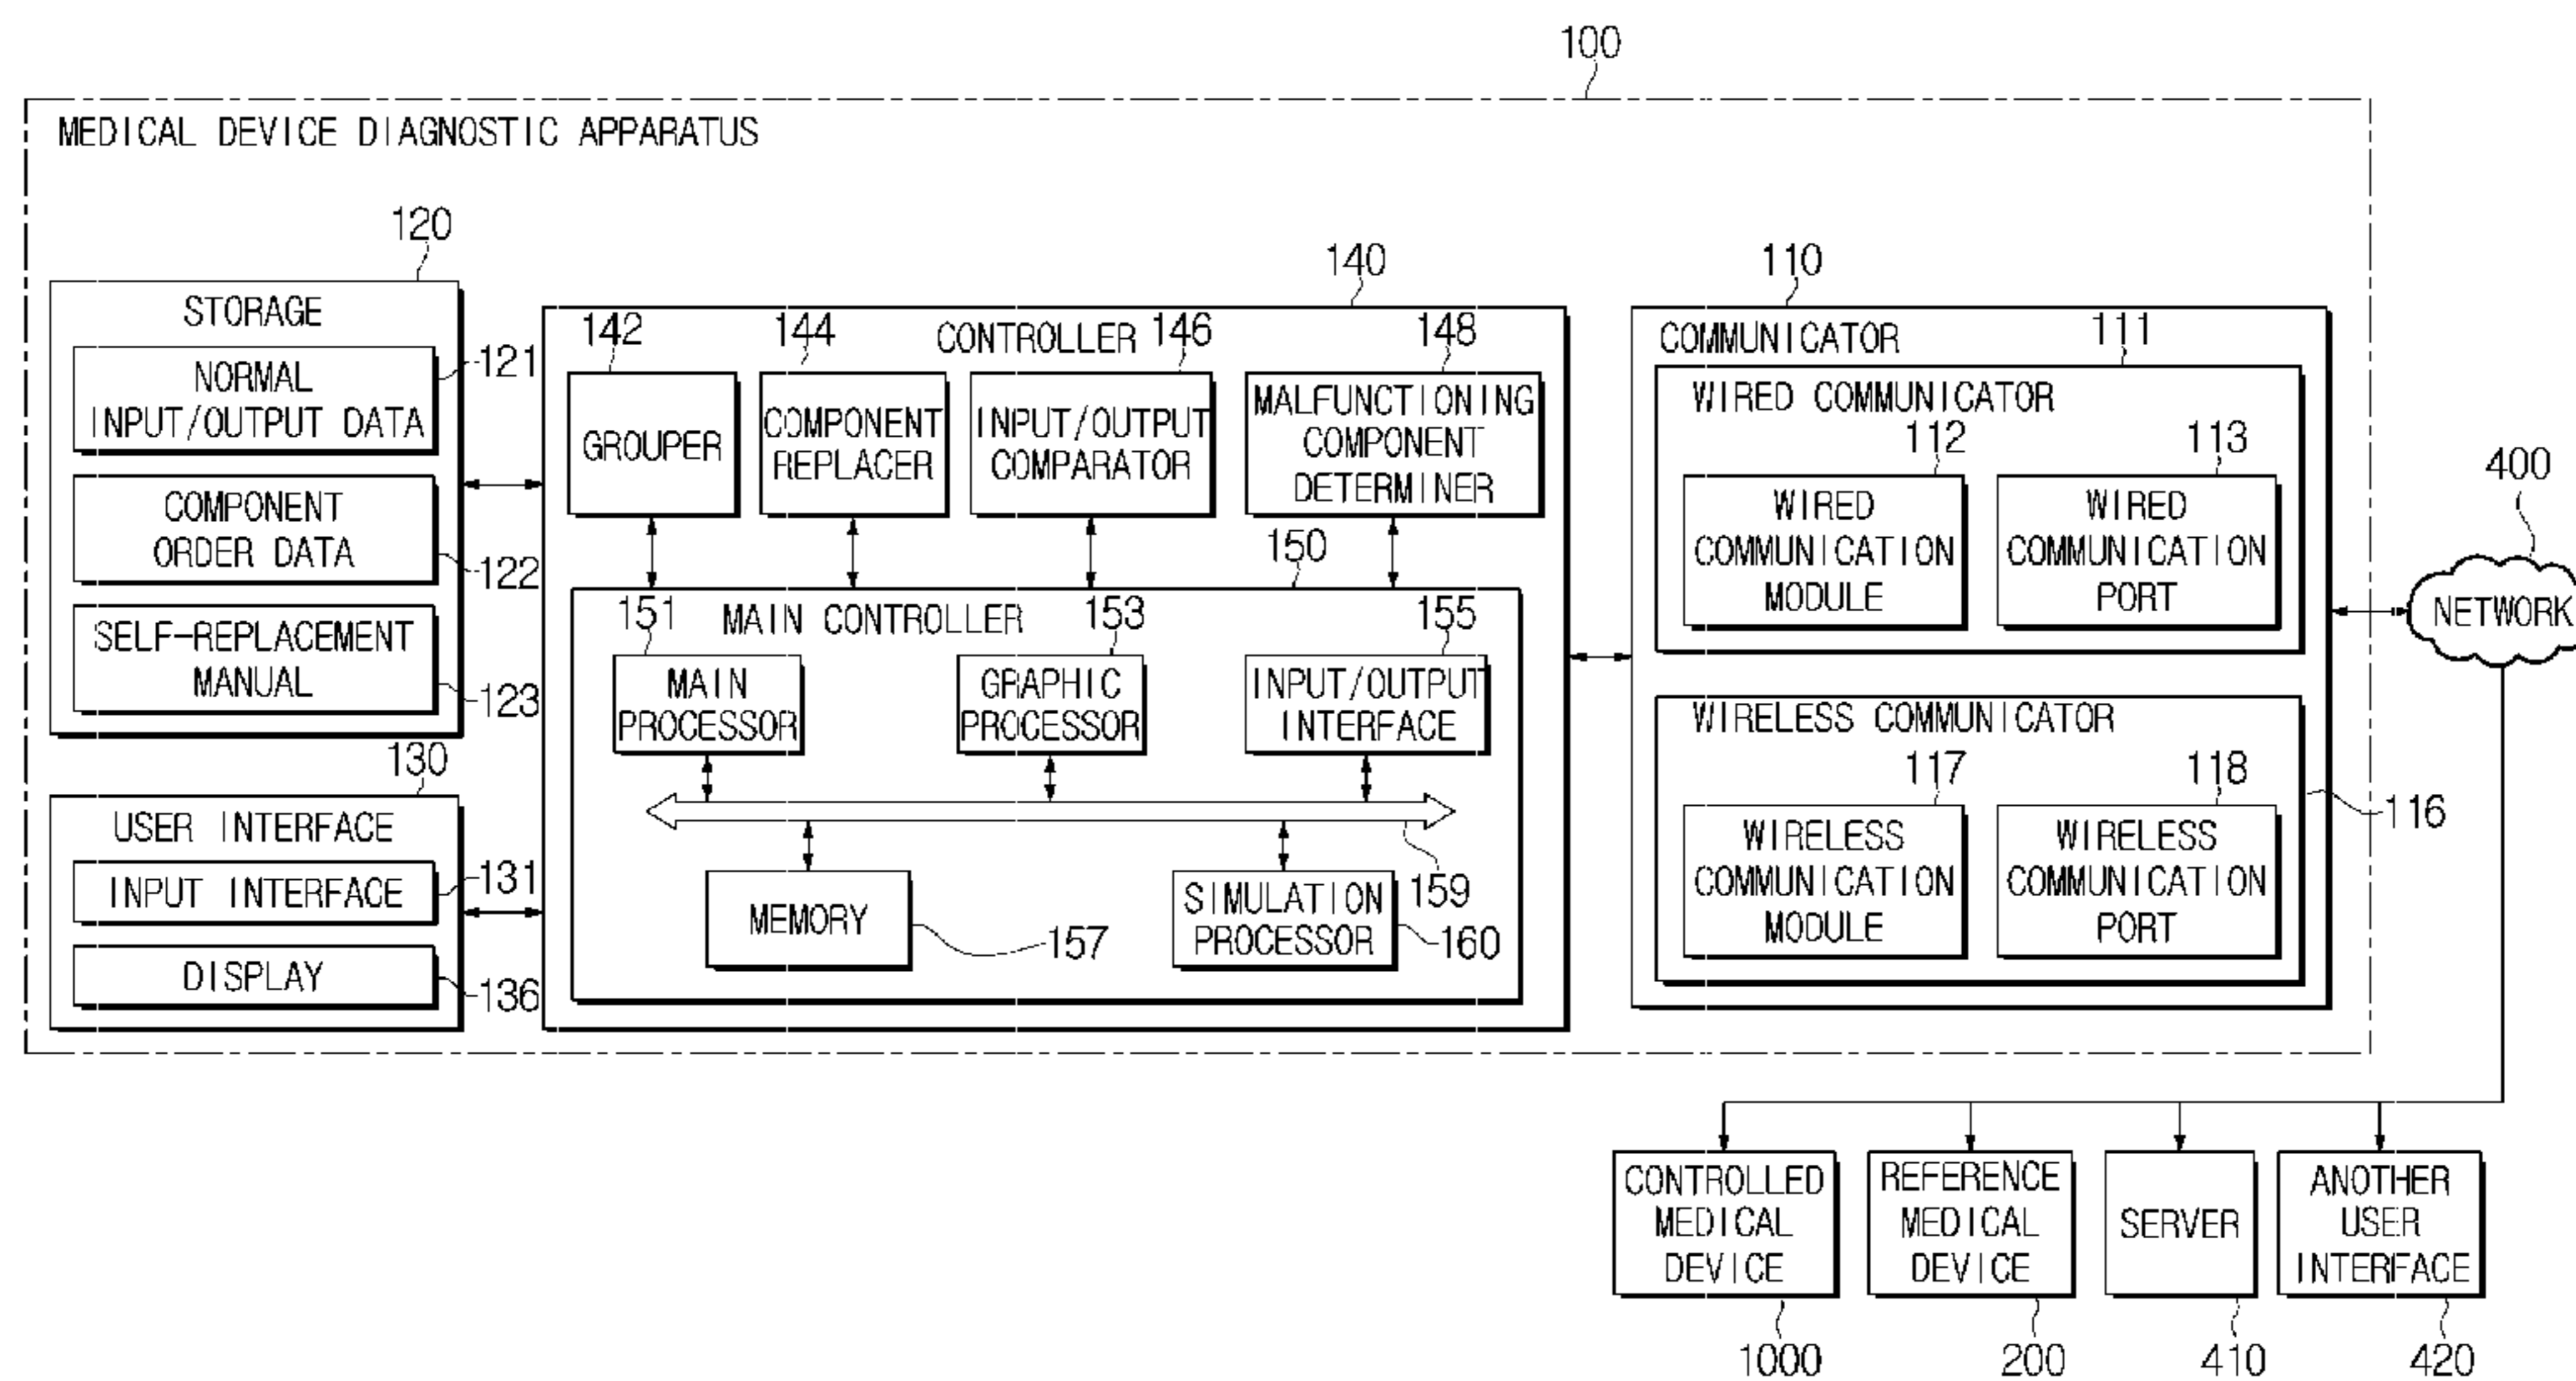 100
MEDICAL DEVICE DIAGNOSTIC APPARATUS
120
STORAGE
NORMAL
INPUT/OUTPUT DATA
121
COMPONENT
ORDER DATA
122
SELF-REPLACEMENT
MANUAL
123
130
USER INTERFACE
INPUT INTERFACE
131
DISPLAY
136
140
CONTROLLER
142
GROUPER
144
COMPONENT
REPLACER
146
INPUT/OUTPUT
COMPARATOR
148
MALFUNCTIONING
COMPONENT
DETERMINER
150
MAIN CONTROLLER
151
MAIN
PROCESSOR
153
GRAPHIC
PROCESSOR
155
INPUT/OUTPUT
INTERFACE
159
MEMORY
157
SIMULATION
PROCESSOR
160
110
COMMUNICATOR
111
WIRED COMMUNICATOR
112
WIRED
COMMUNICATION
MODULE
113
WIRED
COMMUNICATION
PORT
WIRELESS COMMUNICATOR
116
117
WIRELESS
COMMUNICATION
MODULE
118
WIRELESS
COMMUNICATION
PORT
400
NETWORK
CONTROLLED
MEDICAL
DEVICE
1000
REFERENCE
MEDICAL
DEVICE
200
SERVER
410
ANOTHER
USER
INTERFACE
420